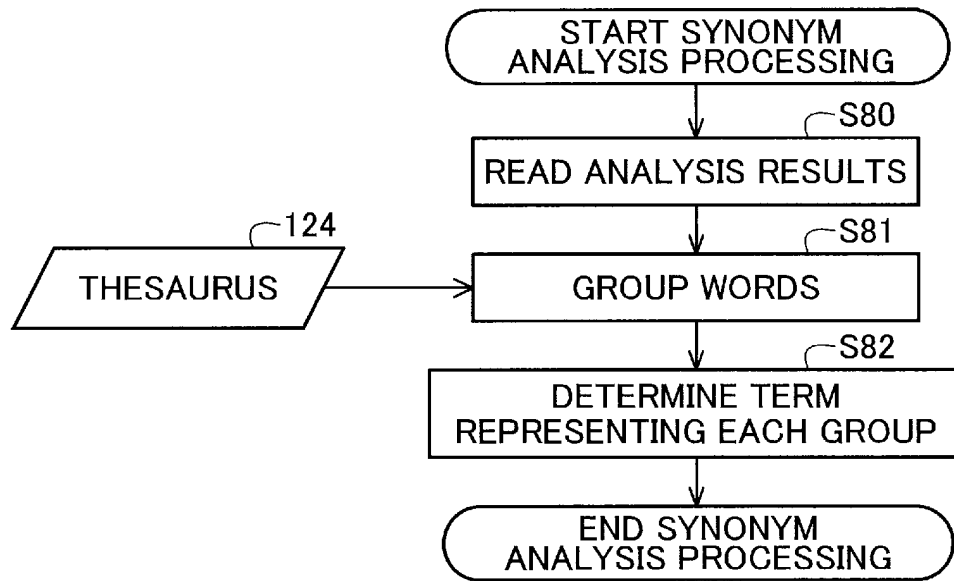 START SYNONYM
ANALYSIS PROCESSING
S80
READ ANALYSIS RESULTS
124
S81
THESAURUS
GROUP WORDS
S82
DETERMINE TERM
REPRESENTING EACH GROUP
END SYNONYM
ANALYSIS PROCESSING